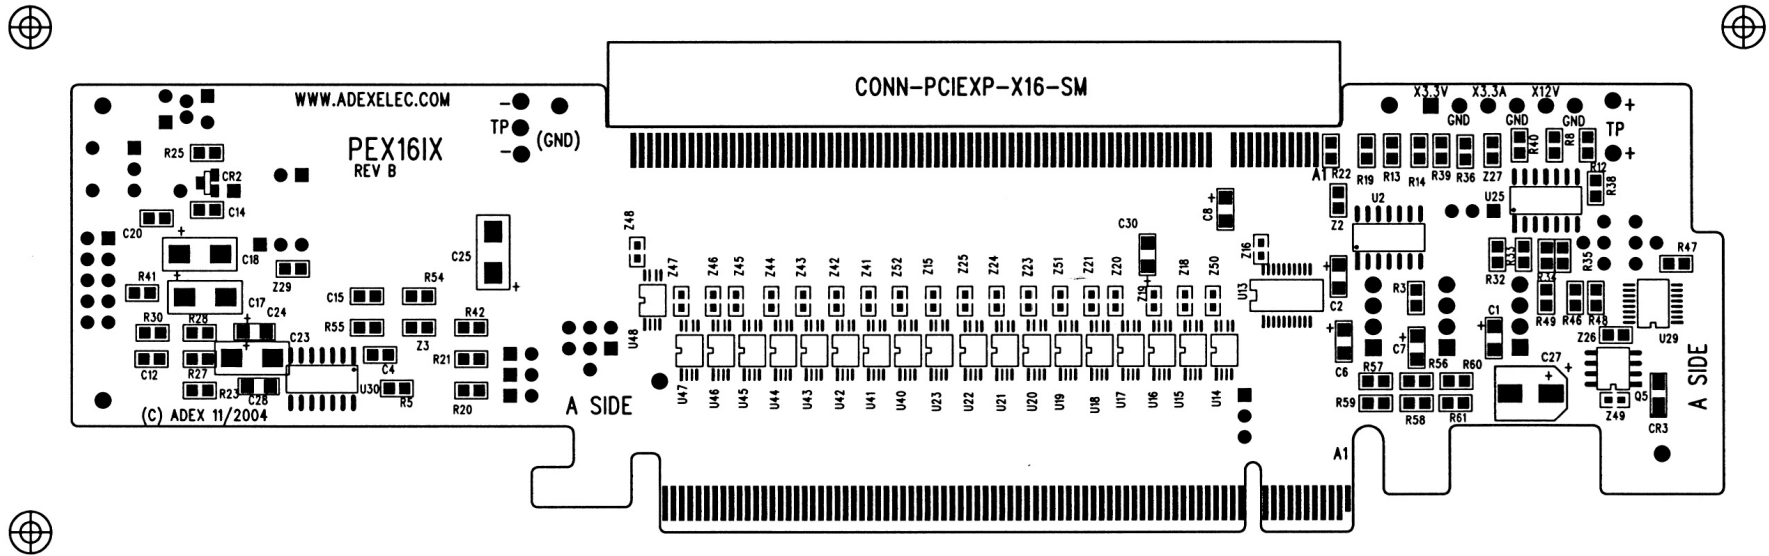 CONN-PCIEXP-X16-SM
WWW.ADEXELEC.COM
-
TP
-
(GND)
PEX16IX
REV B
X3.3V X3.3A X12V
GND GND GND
+
TP
+
R25
CR2
C14
C20
+
C18
+
C17
Z29
R41
R30
R28
+
C24
+
C23
C12
R27
R23
C28
U30
C25
+
C15
R54
R55
Z3
R42
C4
R21
R5
R20
(C) ADEX 11/2004
A SIDE
Z48
U48
Z47 Z46 Z45 Z44 Z43 Z42 Z41 Z52 Z15 Z25 Z24 Z23 Z51 Z21 Z20 Z19 Z18 Z50
C30
+
+
C8
Z16
U13
U47 U46 U45 U44 U43 U42 U41 U40 U23 U22 U21 U20 U19 U18 U17 U16 U15 U14
A1
R22
R19
R13
R14
R39
R36
Z27
R40
R8
R12
R38
Z2
U2
U25
+
C2
+
C6
R3
+
C7
+
C1
R32
R33
R34
R35
R47
R49
R46
R48
Z26
U29
R57
R56
R60
R59
R58
R61
C27
+
+
Z49
Q5
CR3
A SIDE
A1